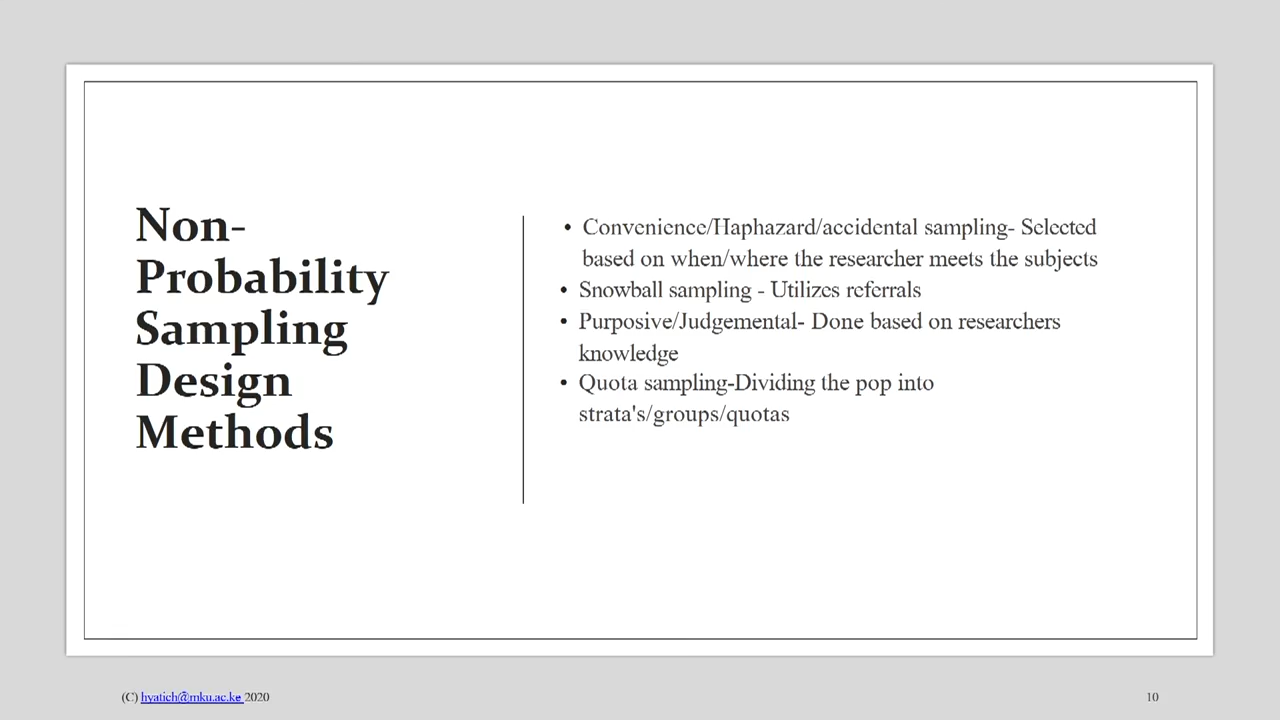 Non-
Probability
Sampling
Design
Methods
• Convenience/Haphazard/accidental sampling- Selected
based on when/where the researcher meets the subjects
• Snowball sampling - Utilizes referrals
• Purposive/Judgemental- Done based on researchers
knowledge
• Quota sampling-Dividing the pop into
strata's/groups/quotas
(C) hyatich@mku.ac.ke 2020
10